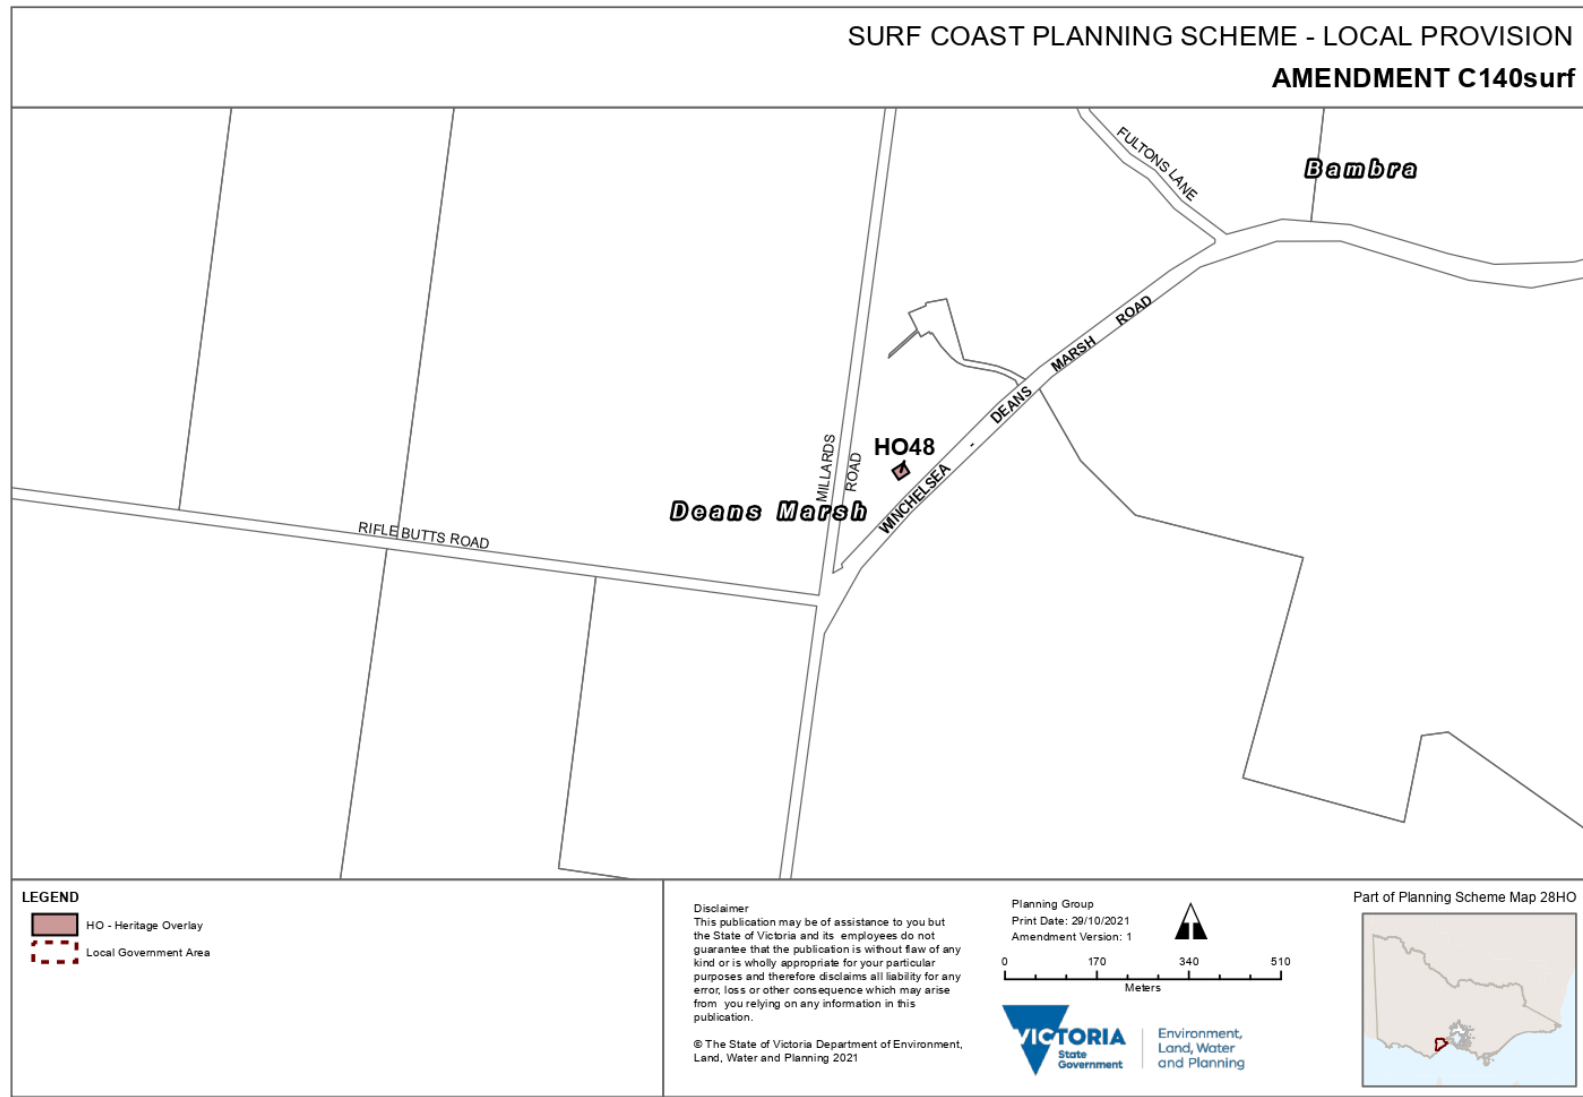 SURF COAST PLANNING SCHEME - LOCAL PROVISION
AMENDMENT C140surf
FULTONS LANE
Bambra
WINCHELSEA - DEANS MARSH ROAD
HO48
MILLARDS ROAD
Deans Marsh
RIFLE BUTTS ROAD
LEGEND
HO - Heritage Overlay
Local Government Area
Disclaimer
This publication may be of assistance to you but
the State of Victoria and its employees do not
guarantee that the publication is without flaw of any
kind or is wholly appropriate for your particular
purposes and therefore disclaims all liability for any
error, loss or other consequence which may arise
from you relying on any information in this
publication.
© The State of Victoria Department of Environment,
Land, Water and Planning 2021
Planning Group
Print Date: 29/10/2021
Amendment Version: 1
0 170 340 510
Meters
VICTORIA
State
Government
Environment,
Land, Water
and Planning
Part of Planning Scheme Map 28HO